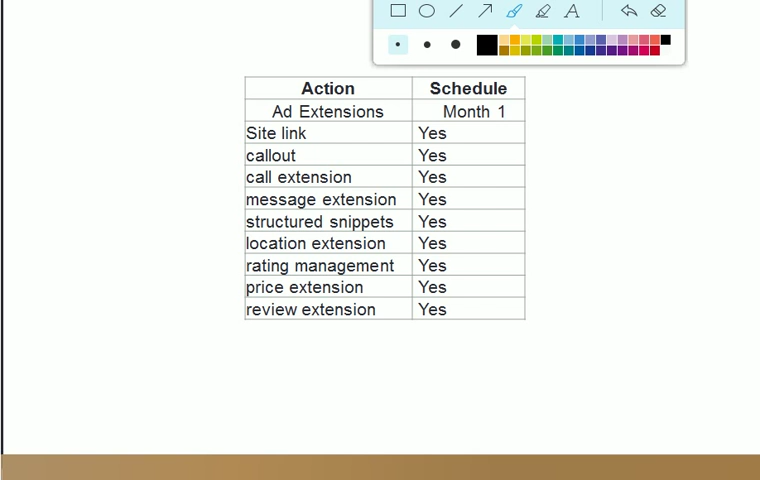 Action Schedule
Ad Extensions Month 1
Site link Yes
callout Yes
call extension Yes
message extension Yes
structured snippets Yes
location extension Yes
rating management Yes
price extension Yes
review extension Yes